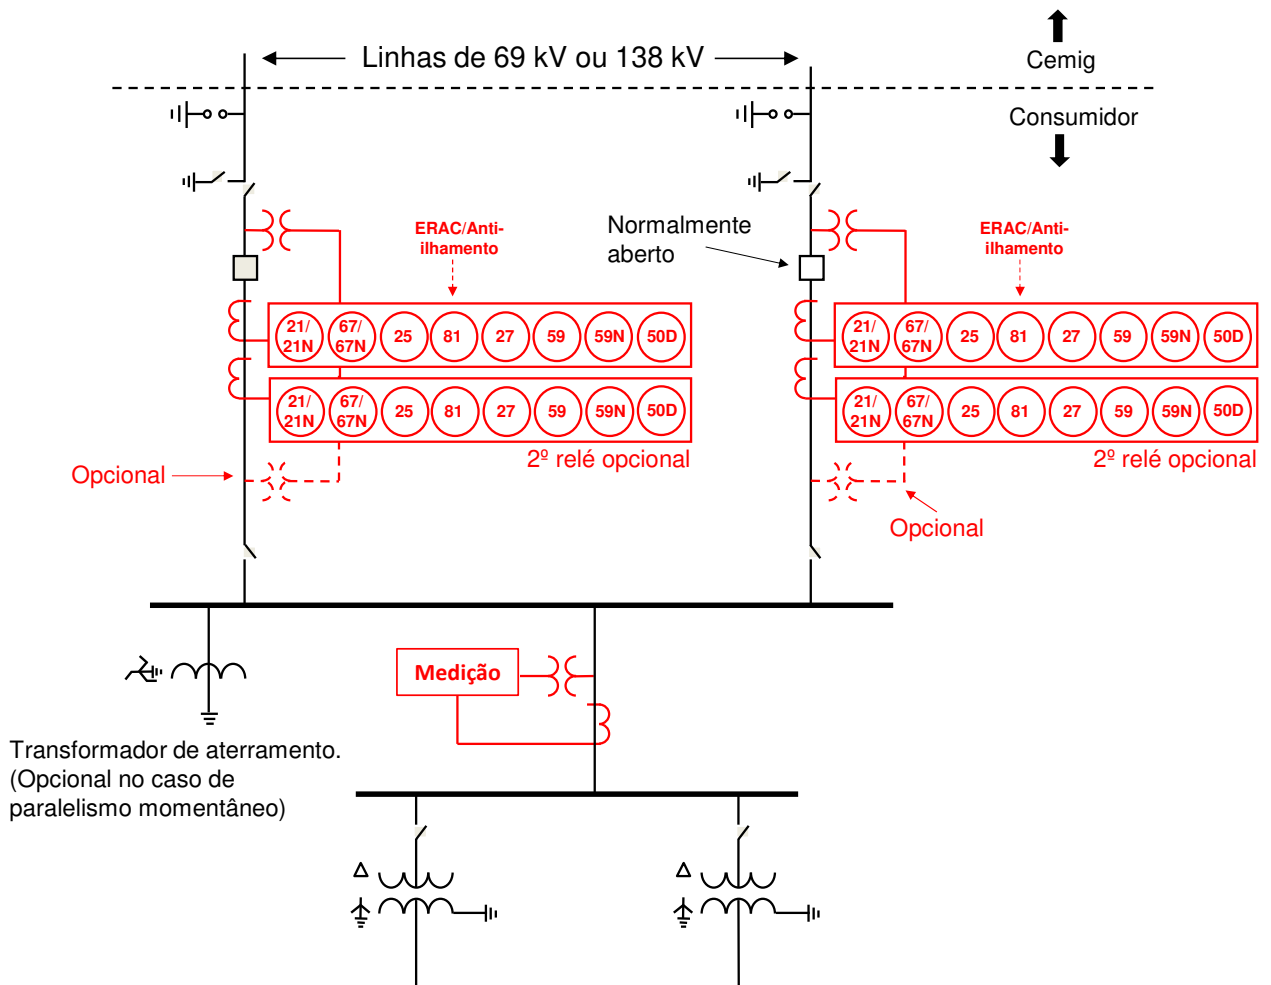 Linhas de 69 kV ou 138 kV
Cemig
Consumidor
ERAC/Anti-
ilhamento
Normalmente
aberto
ERAC/Anti-
ilhamento
21/
21N
67/
67N
25
81
27
59
59N
50D
21/
21N
67/
67N
25
81
27
59
59N
50D
21/
21N
67/
67N
25
81
27
59
59N
50D
21/
21N
67/
67N
25
81
27
59
59N
50D
2º relé opcional
2º relé opcional
Opcional
Opcional
Medição
Transformador de aterramento.
(Opcional no caso de
paralelismo momentâneo)